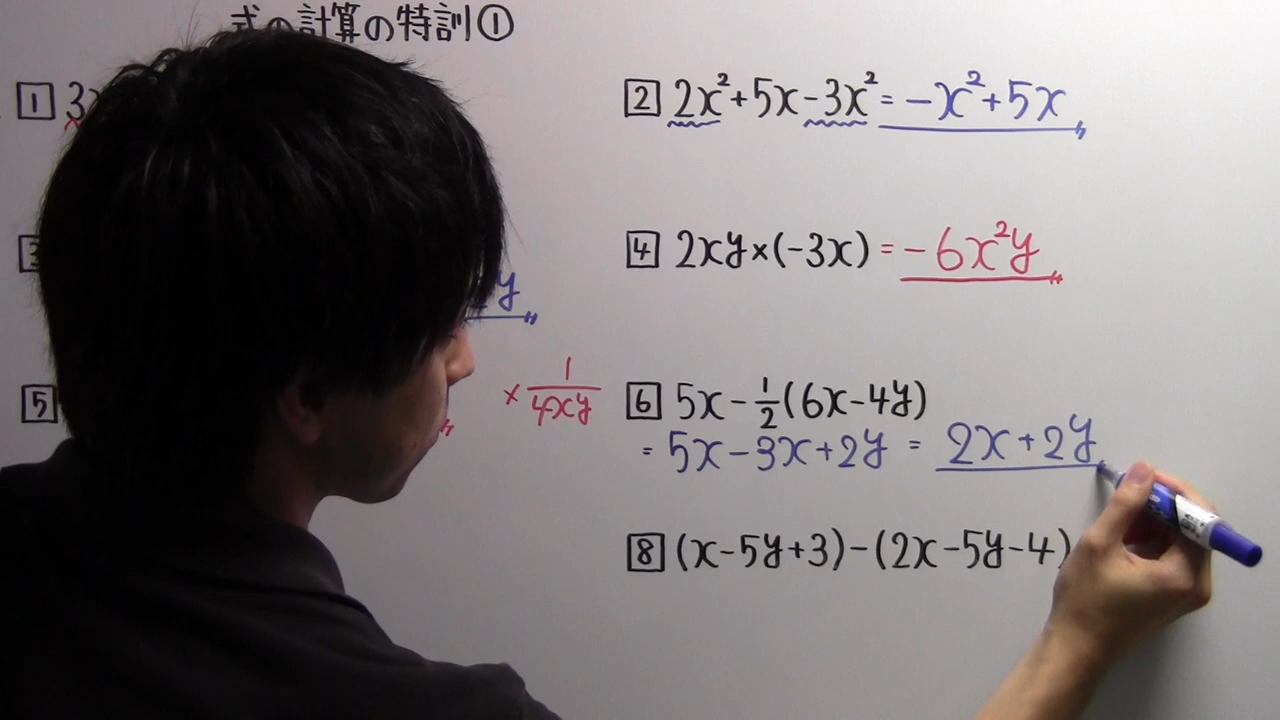 式の計算の特訓①
1 3x
2 2x²+5x-3x² = -x²+5x
3
y
4 2xy×(-3x) = -6x²y
5
× 1/4xy
6 5x-1/2(6x-4y)
= 5x-3x+2y = 2x+2y
8 (x-5y+3)-(2x-5y-4)